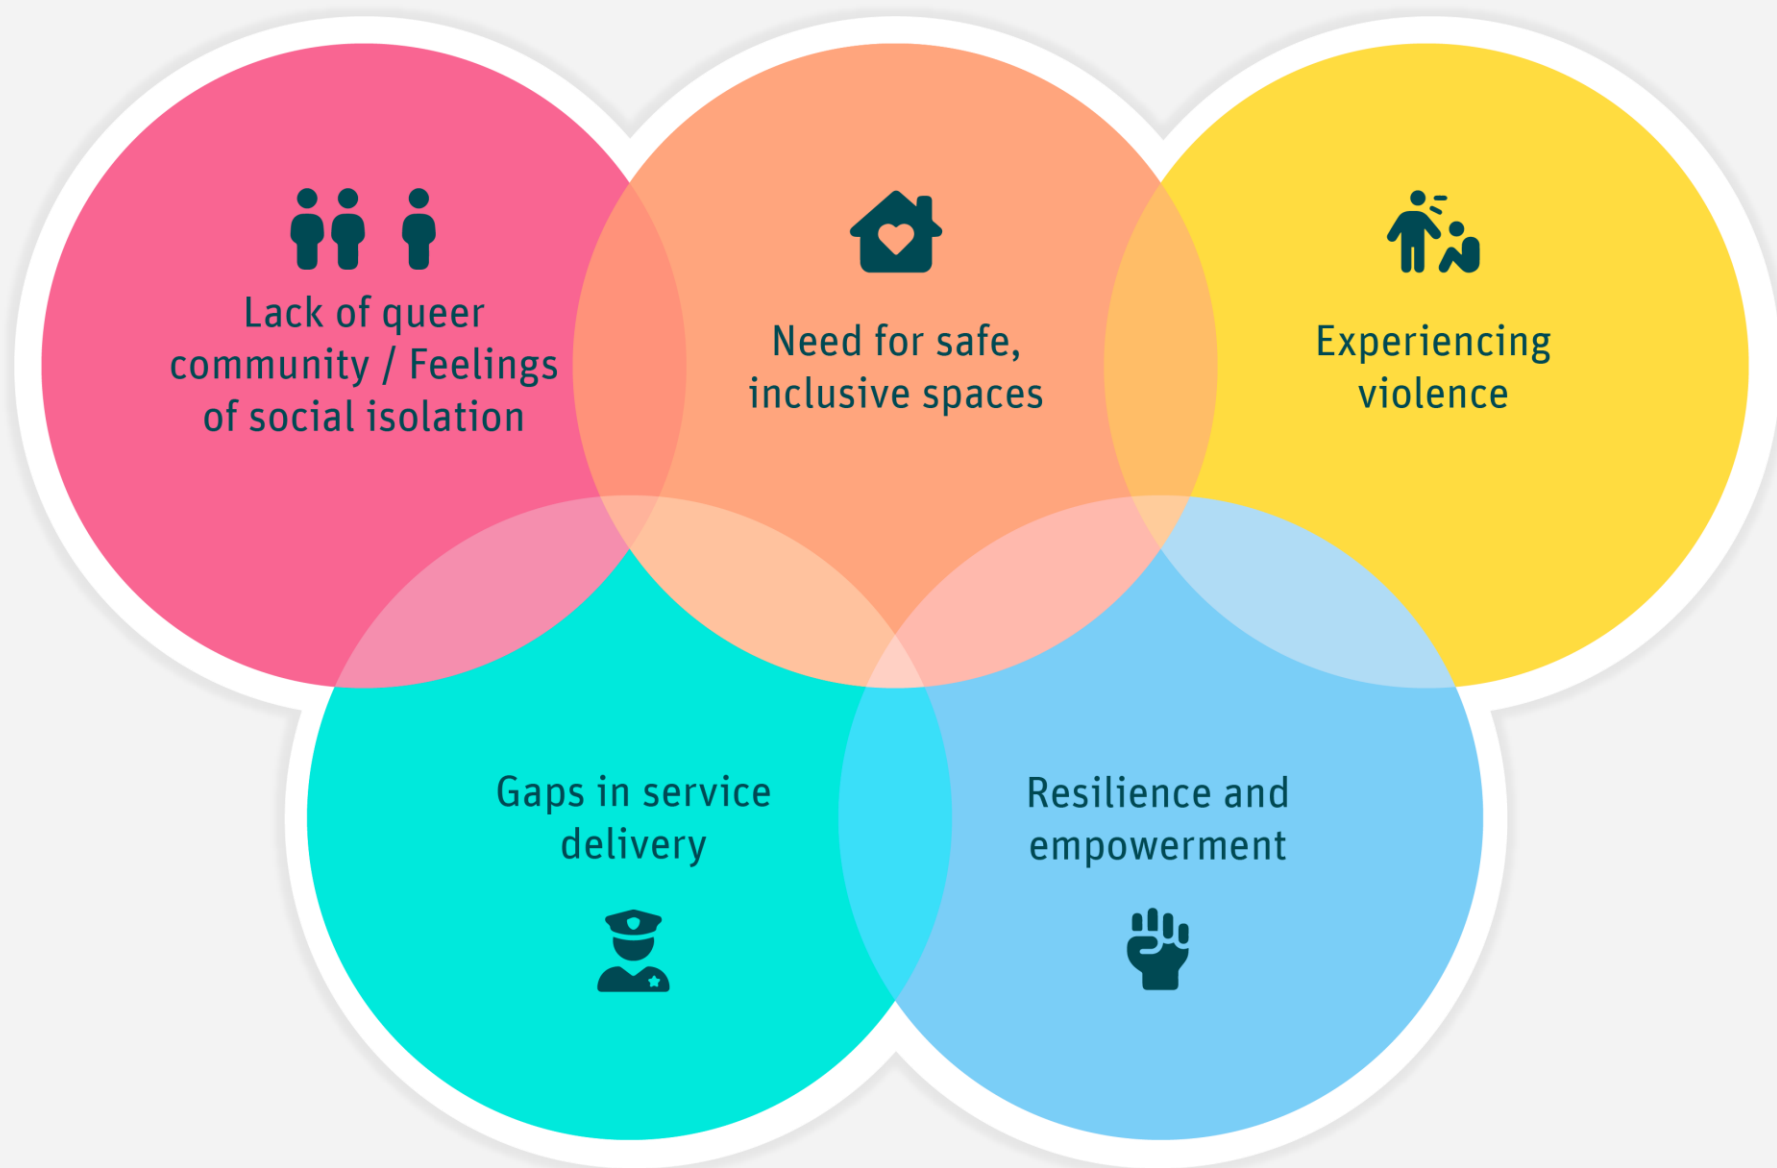 Lack of queer
community / Feelings
of social isolation
Need for safe,
inclusive spaces
Experiencing
violence
Gaps in service
delivery
Resilience and
empowerment